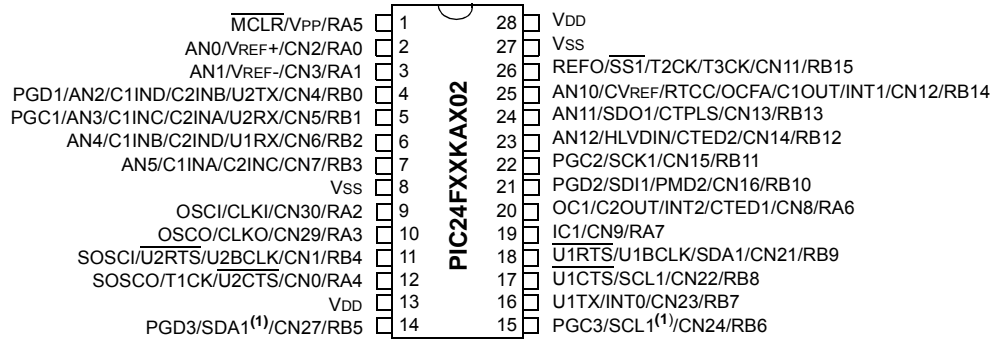 MCLR/VPP/RA5 1 28 VDD
AN0/VREF+/CN2/RA0 2 27 VSS
AN1/VREF-/CN3/RA1 3 26 REFO/SS1/T2CK/T3CK/CN11/RB15
PGD1/AN2/C1IND/C2INB/U2TX/CN4/RB0 4 25 AN10/CVREF/RTCC/OCFA/C1OUT/INT1/CN12/RB14
PGC1/AN3/C1INC/C2INA/U2RX/CN5/RB1 5 24 AN11/SDO1/CTPLS/CN13/RB13
AN4/C1INB/C2IND/U1RX/CN6/RB2 6 23 AN12/HLVDIN/CTED2/CN14/RB12
AN5/C1INA/C2INC/CN7/RB3 7 22 PGC2/SCK1/CN15/RB11
VSS 8 21 PGD2/SDI1/PMD2/CN16/RB10
OSCI/CLKI/CN30/RA2 9 20 OC1/C2OUT/INT2/CTED1/CN8/RA6
OSCO/CLKO/CN29/RA3 10 19 IC1/CN9/RA7
SOSCI/U2RTS/U2BCLK/CN1/RB4 11 18 U1RTS/U1BCLK/SDA1/CN21/RB9
SOSCO/T1CK/U2CTS/CN0/RA4 12 17 U1CTS/SCL1/CN22/RB8
VDD 13 16 U1TX/INT0/CN23/RB7
PGD3/SDA1(1)/CN27/RB5 14 15 PGC3/SCL1(1)/CN24/RB6
PIC24FXXKAX02